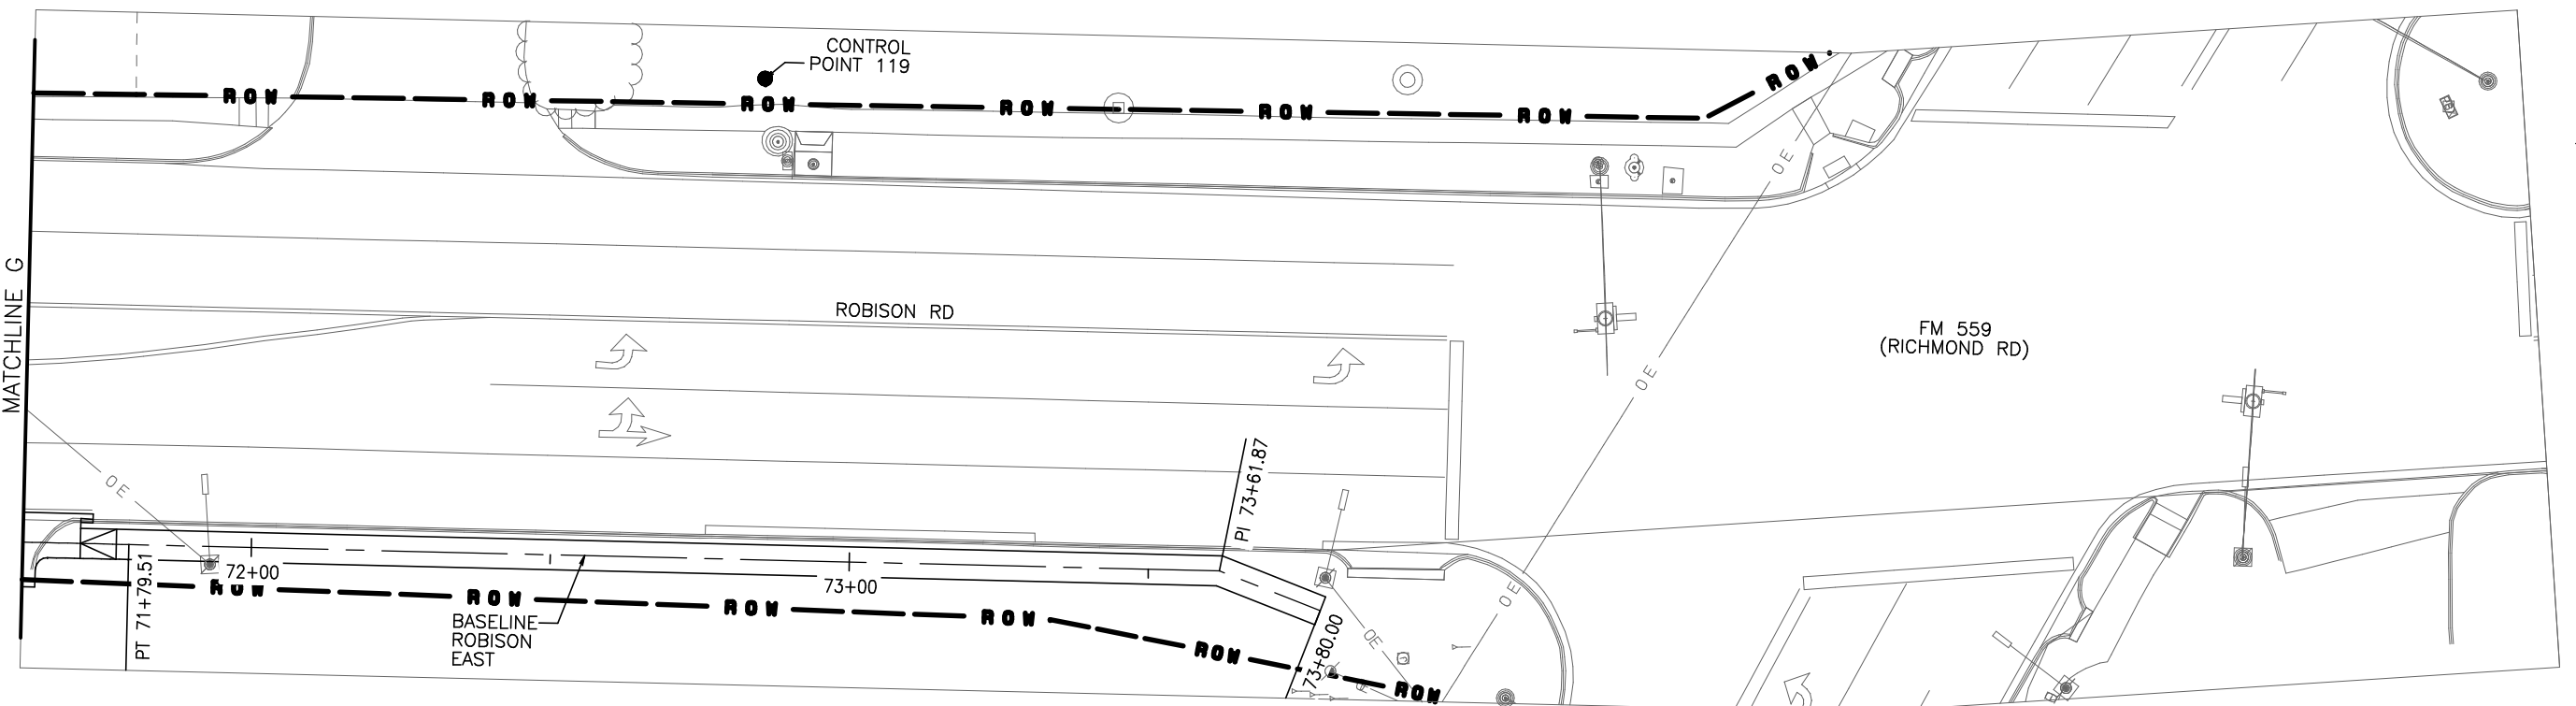 CONTROL
POINT 119
ROW ROW ROW ROW ROW ROW ROW
OE
MATCHLINE G
ROBISON RD
FM 559
(RICHMOND RD)
OE
OE
PI 73+61.87
OE
PT 71+79.51
72+00
73+00
ROW ROW ROW ROW ROW ROW
BASELINE
ROBISON
EAST
OE
73+80.00